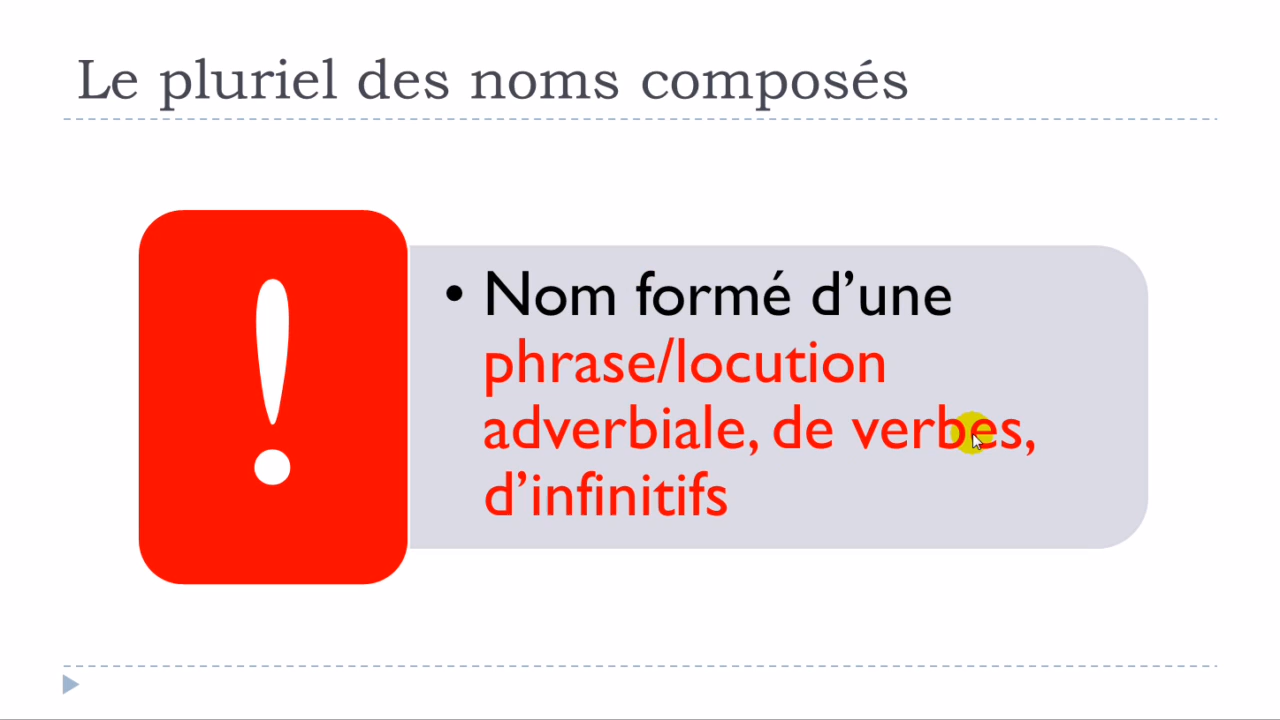 Le pluriel des noms composés
!
• Nom formé d’une
phrase/locution
adverbiale, de verbes,
d’infinitifs